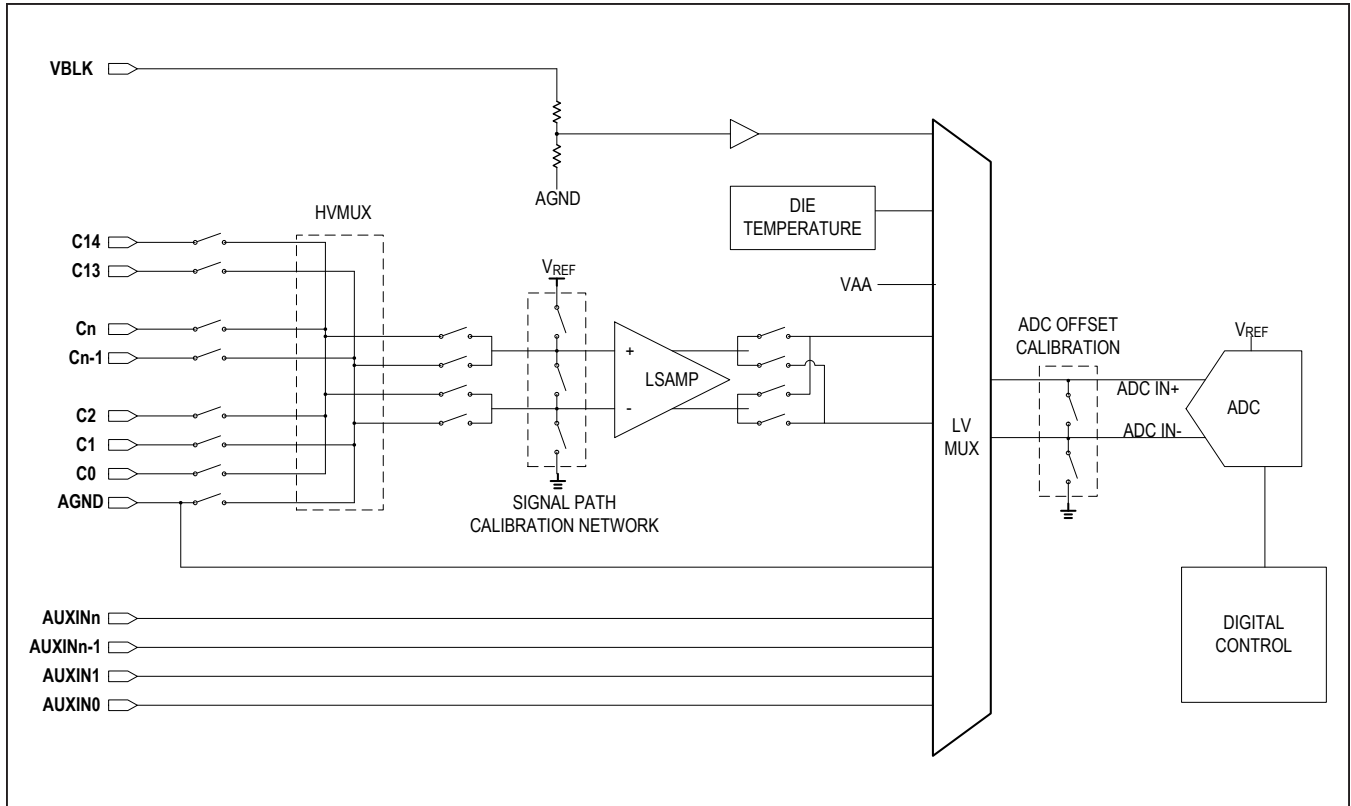 VBLK
AGND
DIE
TEMPERATURE
HVMUX
C14
C13
VREF
VAA
Cn
Cn-1
ADC OFFSET
CALIBRATION
VREF
+
LSAMP
-
ADC IN+
ADC
C2
C1
LV
MUX
ADC IN-
C0
AGND
SIGNAL PATH
CALIBRATION NETWORK
AUXINn
AUXINn-1
AUXIN1
AUXIN0
DIGITAL
CONTROL